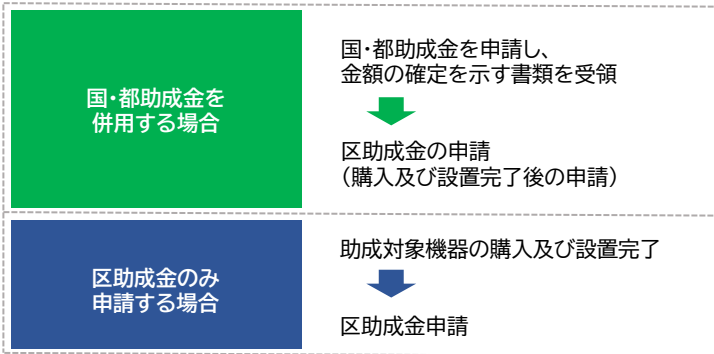 国・都助成金を
併用する場合
国・都助成金を申請し、
金額の確定を示す書類を受領
区助成金の申請
（購入及び設置完了後の申請）
区助成金のみ
申請する場合
助成対象機器の購入及び設置完了
区助成金申請